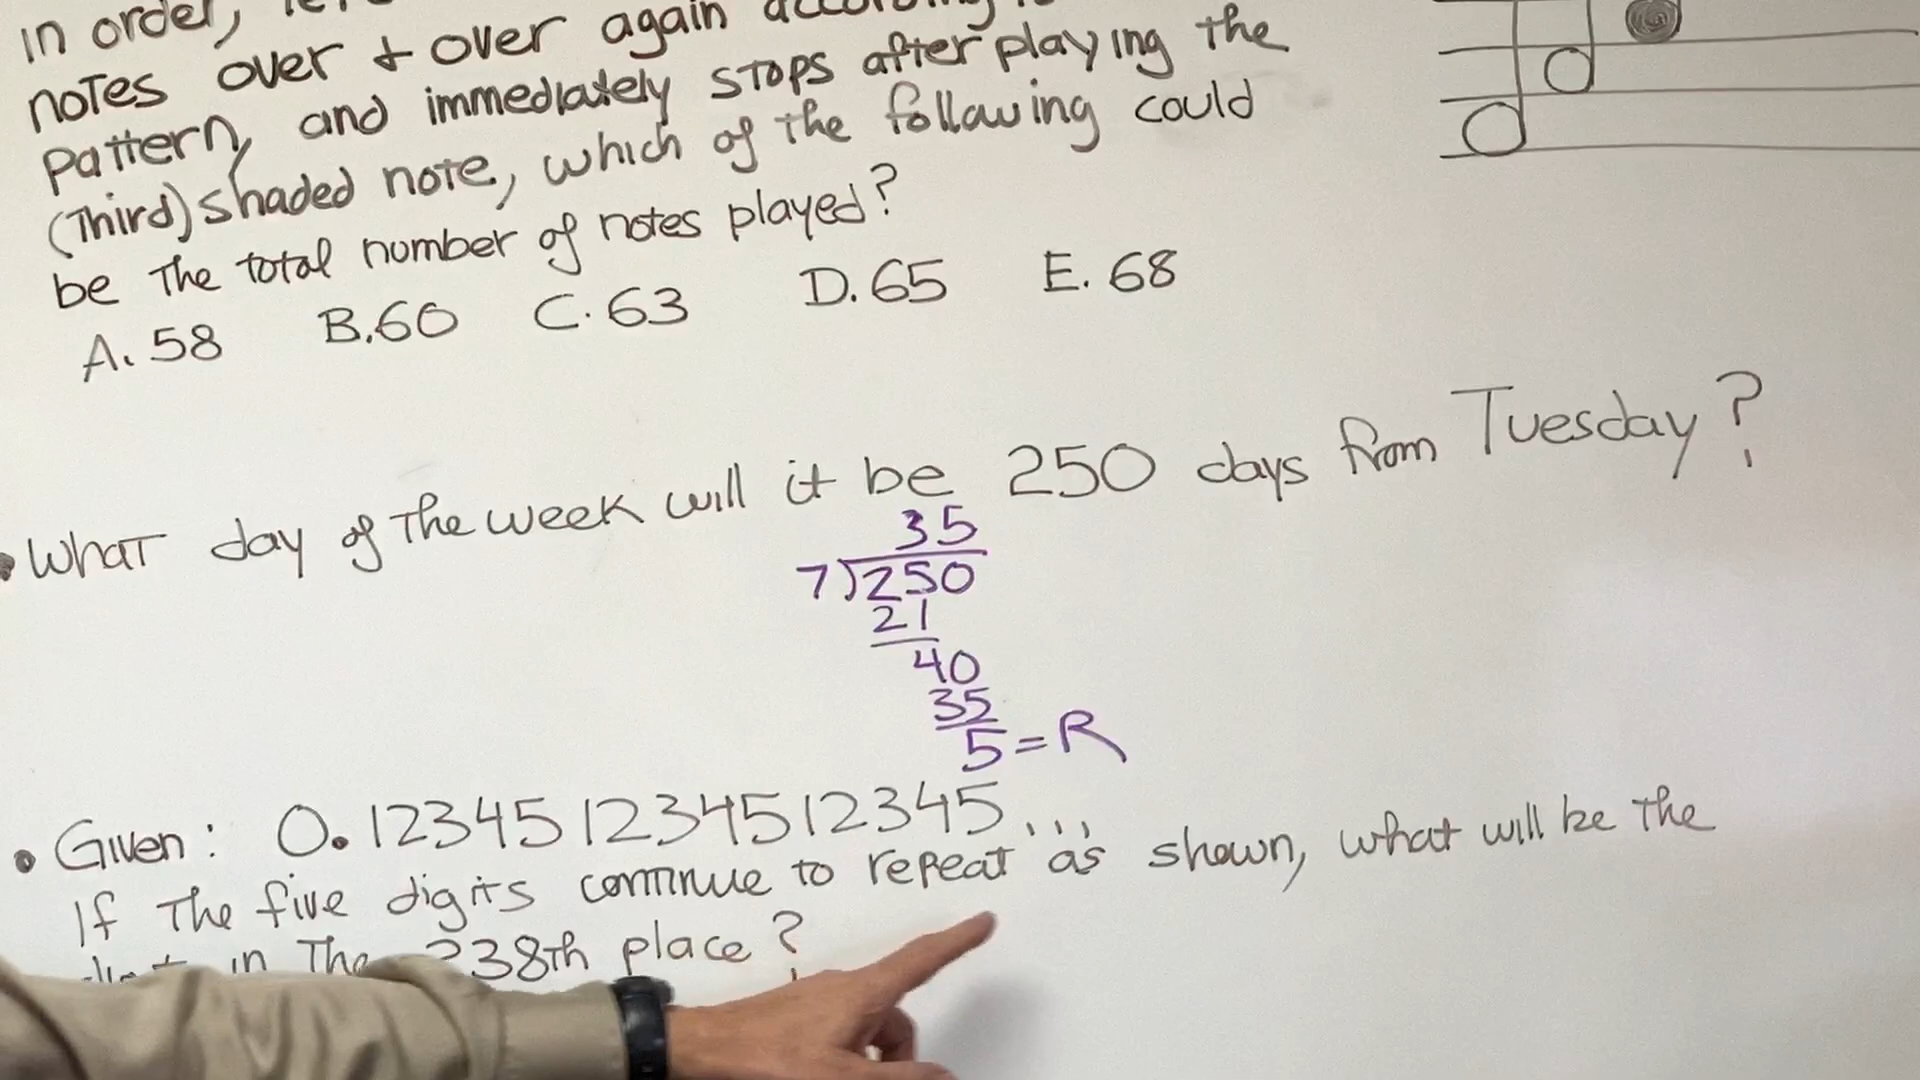 in order,
notes over + over again
pattern, and immediately stops after playing the
(Third) shaded note, which of the following could
be the total number of notes played?
A. 58 B. 60 C. 63 D. 65 E. 68
• What day of the week will it be 250 days from Tuesday?
35
7)250
21
40
35
5 = R
• Given: 0.123451234512345...
If the five digits continue to repeat as shown, what will be the
in the 38th place?